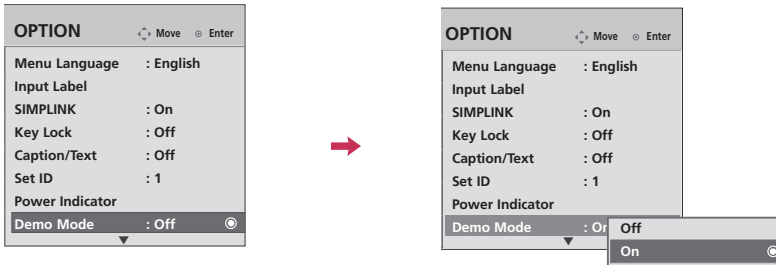 OPTION Move Enter
Menu Language : English
Input Label
SIMPLINK : On
Key Lock : Off
Caption/Text : Off
Set ID : 1
Power Indicator
Demo Mode : Off
OPTION Move Enter
Menu Language : English
Input Label
SIMPLINK : On
Key Lock : Off
Caption/Text : Off
Set ID : 1
Power Indicator
Demo Mode :
Off
On